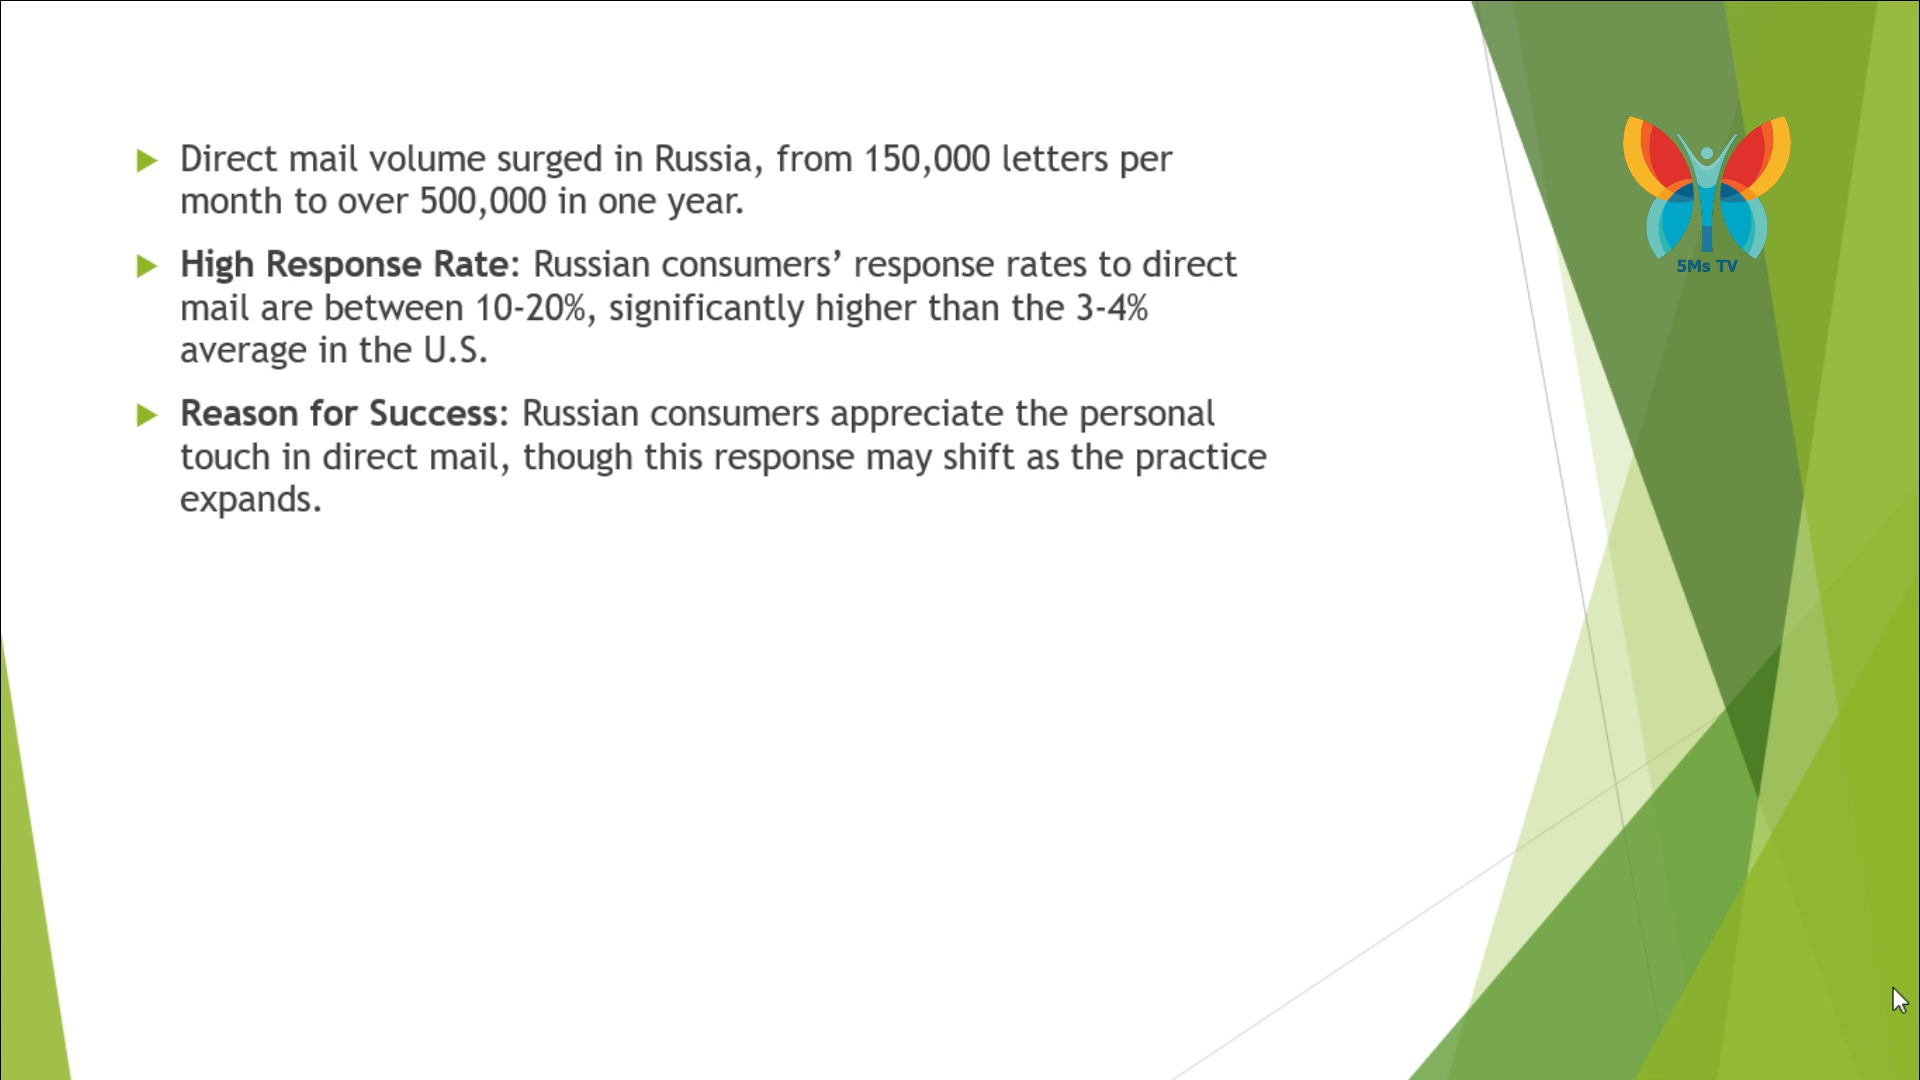 Direct mail volume surged in Russia, from 150,000 letters per
month to over 500,000 in one year.
High Response Rate: Russian consumers’ response rates to direct
mail are between 10-20%, significantly higher than the 3-4%
average in the U.S.
Reason for Success: Russian consumers appreciate the personal
touch in direct mail, though this response may shift as the practice
expands.
5Ms TV